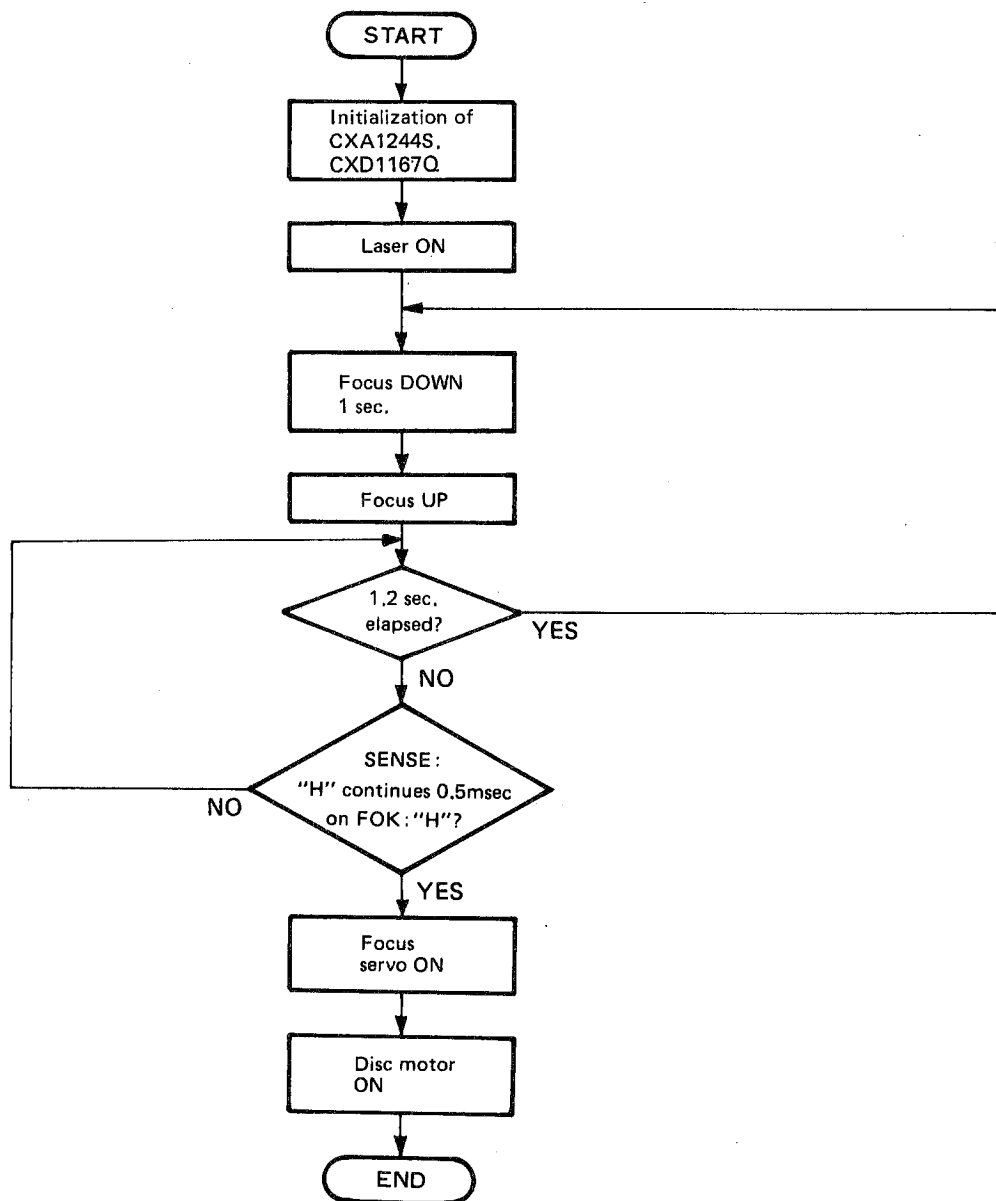 START
Initialization of
CXA1244S,
CXD1167Q
Laser ON
Focus DOWN
1 sec.
Focus UP
1.2 sec.
elapsed?
YES
NO
SENSE:
"H" continues 0.5msec
on FOK: "H"?
NO
YES
Focus
servo ON
Disc motor
ON
END